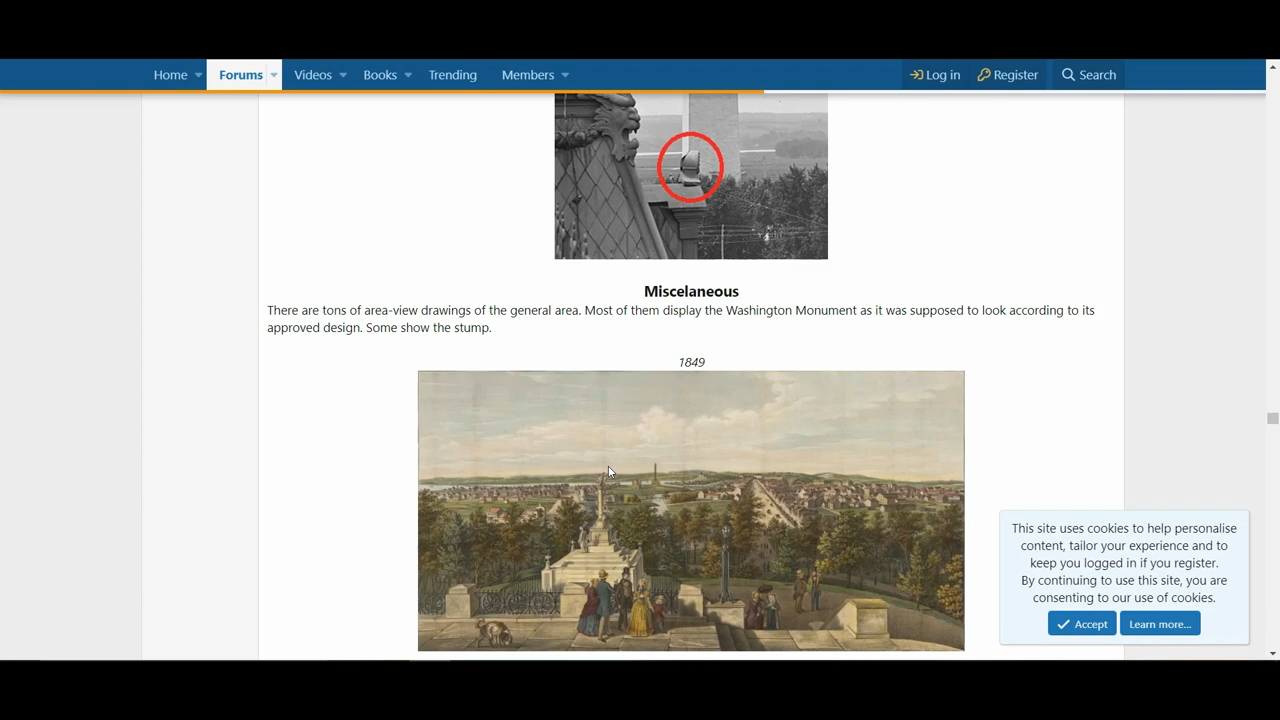 Home Forums Videos Books Trending Members Log in Register Search
Miscelaneous
There are tons of area-view drawings of the general area. Most of them display the Washington Monument as it was supposed to look according to its
approved design. Some show the stump.
1849
This site uses cookies to help personalise
content, tailor your experience and to
keep you logged in if you register.
By continuing to use this site, you are
consenting to our use of cookies.
Accept Learn more...